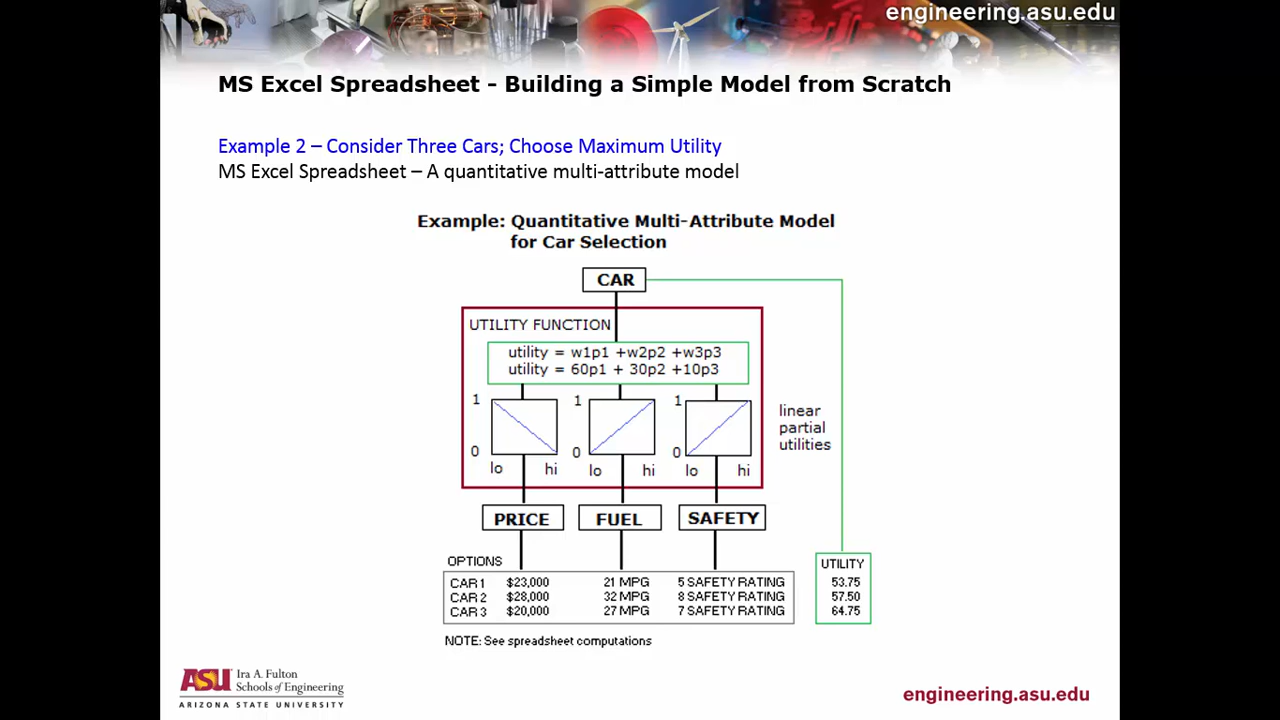 engineering.asu.edu
MS Excel Spreadsheet - Building a Simple Model from Scratch
Example 2 – Consider Three Cars; Choose Maximum Utility
MS Excel Spreadsheet – A quantitative multi-attribute model
Example: Quantitative Multi-Attribute Model
for Car Selection
CAR
UTILITY FUNCTION
utility = w1p1 +w2p2 +w3p3
utility = 60p1 + 30p2 +10p3
1 1 1
0 0 0
lo hi lo hi lo hi
linear
partial
utilities
PRICE FUEL SAFETY
OPTIONS UTILITY
CAR 1 $23,000 21 MPG 5 SAFETY RATING 53.75
CAR 2 $28,000 32 MPG 8 SAFETY RATING 57.50
CAR 3 $20,000 27 MPG 7 SAFETY RATING 64.75
NOTE: See spreadsheet computations
ASU Ira A. Fulton
Schools of Engineering
ARIZONA STATE UNIVERSITY
engineering.asu.edu